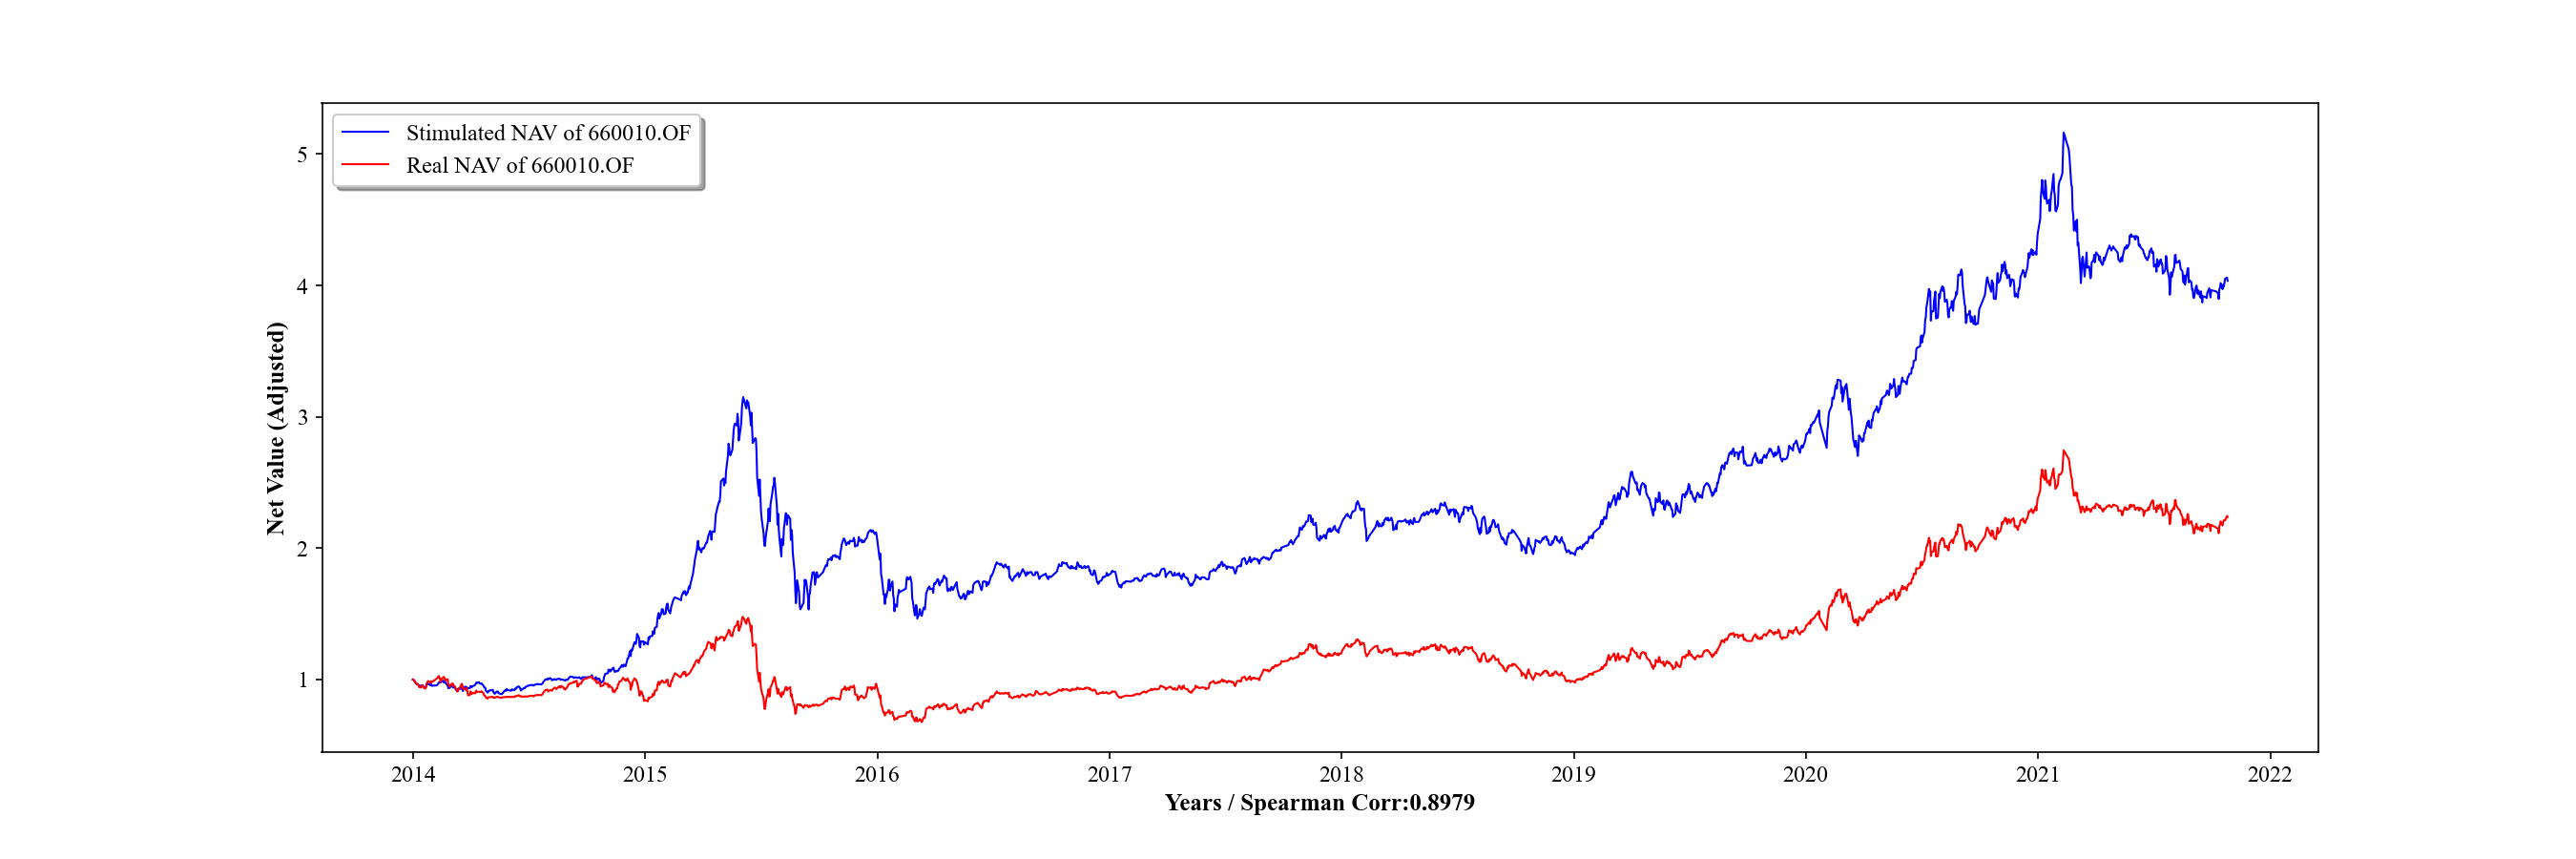 Stimulated NAV of 660010.OF
Real NAV of 660010.OF
5
4
3
2
1
Net Value (Adjusted)
2014 2015 2016 2017 2018 2019 2020 2021 2022
Years / Spearman Corr:0.8979